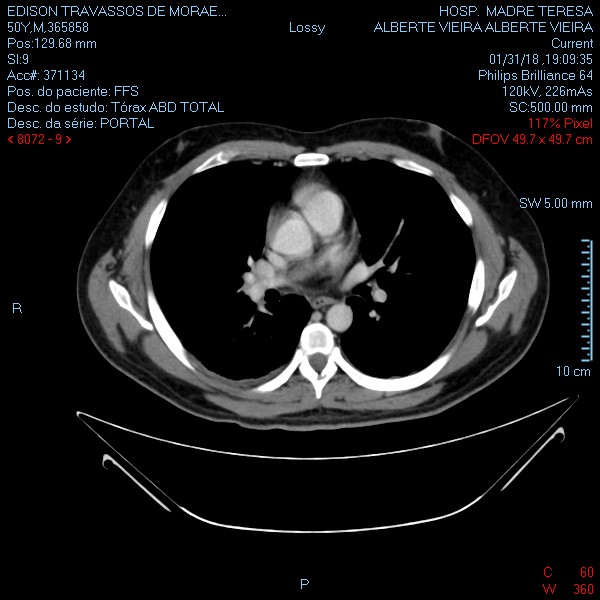 EDISON TRAVASSOS DE MORAE...
50Y,M,365858
Pos:129.68 mm
SI:9
Acc#: 371134
Pos. do paciente: FFS
Desc. do estudo: Tórax ABD TOTAL
Desc. da série: PORTAL
< 8072 - 9 >
Lossy
HOSP. MADRE TERESA
ALBERTE VIEIRA ALBERTE VIEIRA
Current
01/31/18 ,19:09:35
Philips Brilliance 64
120kV, 226mAs
SC:500.00 mm
117% Pixel
DFOV 49.7 x 49.7 cm
SW 5.00 mm
R
10 cm
P
C 60
W 360